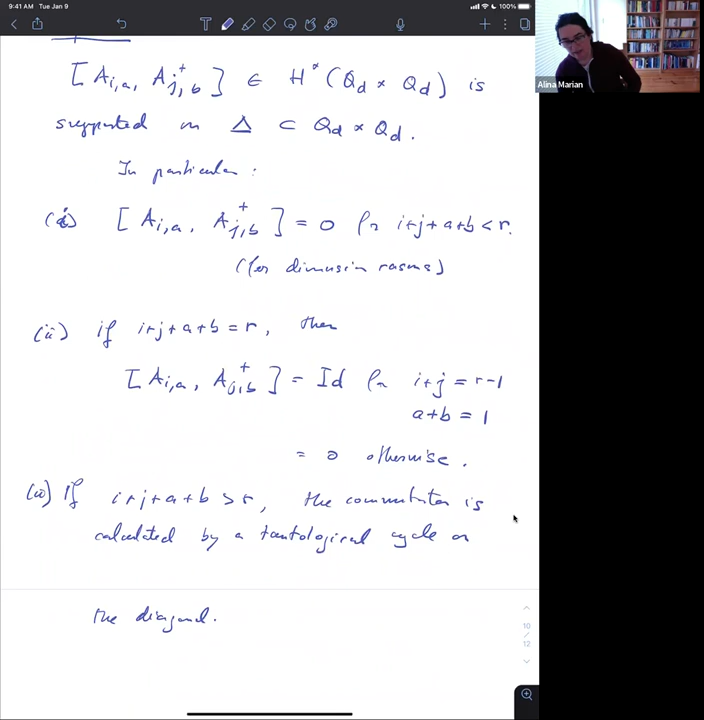 9:41 AM Tue Jan 9
100%
Alina Marian
[A_{i,a}, A^+_{j,b}] ∈ H^*(Q_d × Q_d) is
supported on Δ ⊂ Q_d × Q_d.
In particular:
(i) [A_{i,a}, A^+_{j,b}] = 0 for i+j+a+b < r.
(for dimension reasons)
(ii) if i+j+a+b = r, then
[A_{i,a}, A^+_{j,b}] = Id for i+j = r-1
a+b = 1
= 0 otherwise.
If i+j+a+b > r, the commutator is
calculated by a tautological cycle on
the diagonal.
10
/
12